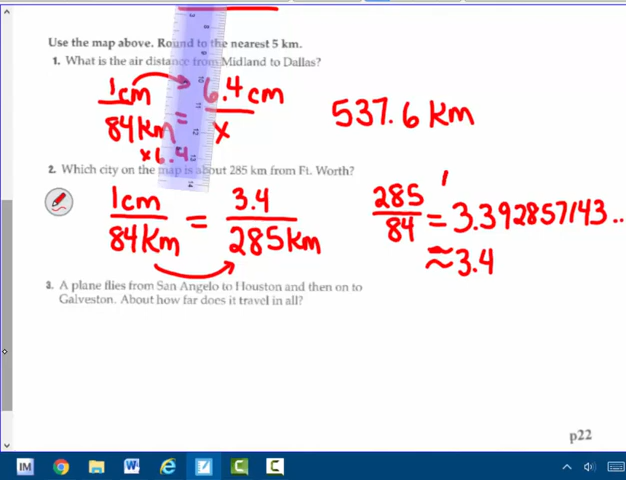 Use the map above. Round to the nearest 5 km.
1. What is the air distance from Midland to Dallas?
1cm/84km = 6.4cm/x
×6.4
537.6 km
2. Which city on the map is about 285 km from Ft. Worth?
1cm/84km = 3.4/285km
285/84 = 3.392857143...
≈3.4
3. A plane flies from San Angelo to Houston and then on to
Galveston. About how far does it travel in all?
p22
IM